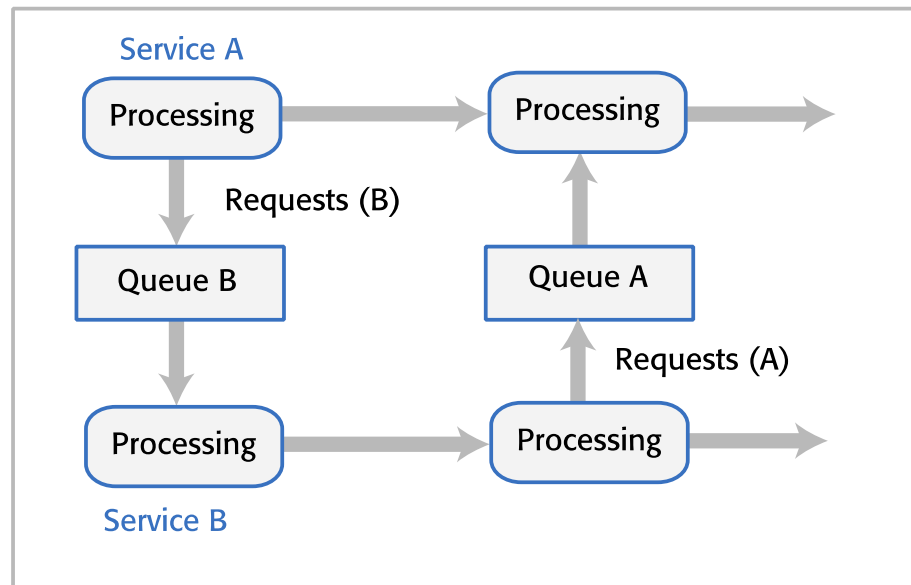 Service A
Processing
Processing
Requests (B)
Queue B
Queue A
Requests (A)
Processing
Processing
Service B